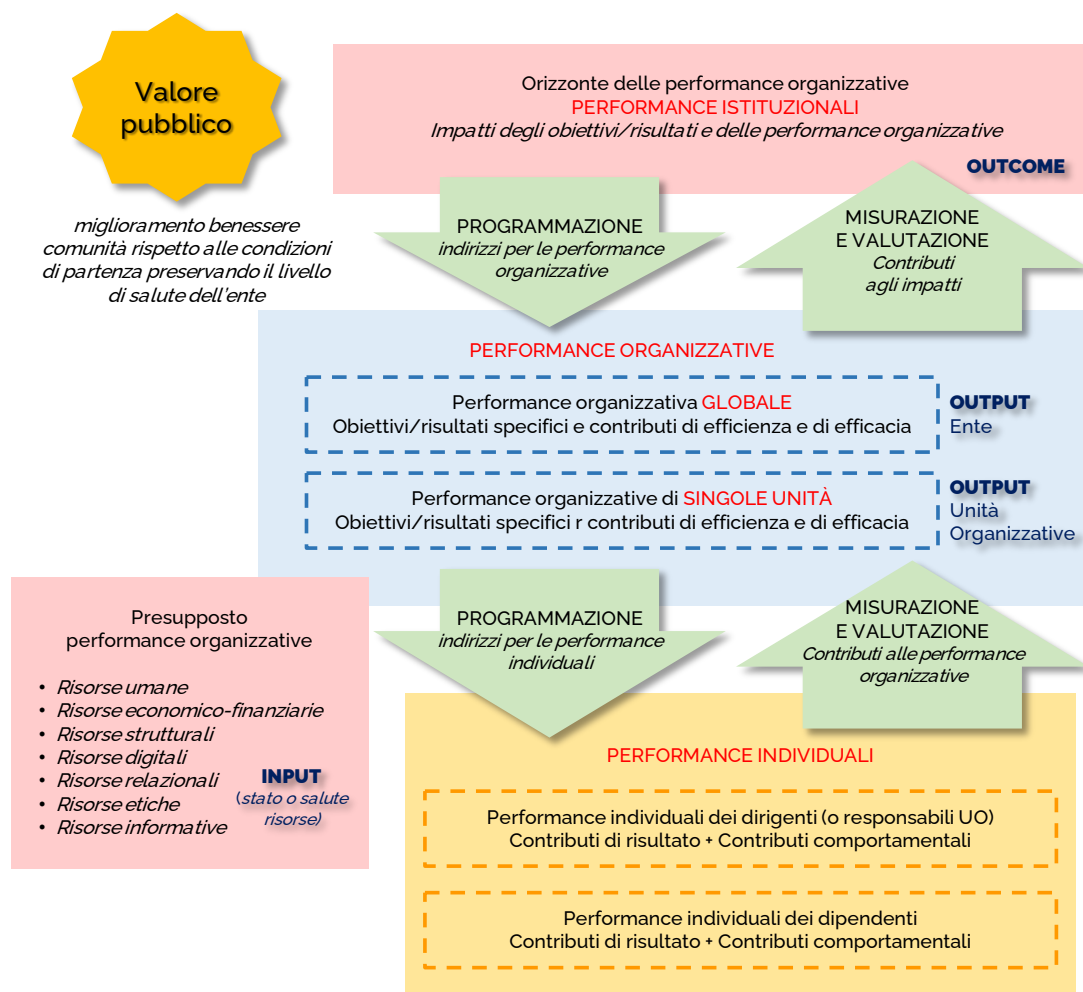 Valore
pubblico
miglioramento benessere
comunità rispetto alle condizioni
di partenza preservando il livello
di salute dell'ente
Orizzonte delle performance organizzative
PERFORMANCE ISTITUZIONALI
Impatti degli obiettivi/risultati e delle performance organizzative
OUTCOME
PROGRAMMAZIONE
indirizzi per le performance
organizzative
MISURAZIONE
E VALUTAZIONE
Contributi
agli impatti
PERFORMANCE ORGANIZZATIVE
Performance organizzativa GLOBALE
Obiettivi/risultati specifici e contributi di efficienza e di efficacia
OUTPUT
Ente
Performance organizzative di SINGOLE UNITÀ
Obiettivi/risultati specifici r contributi di efficienza e di efficacia
OUTPUT
Unità
Organizzative
Presupposto
performance organizzative
• Risorse umane
• Risorse economico-finanziarie
• Risorse strutturali
• Risorse digitali
• Risorse relazionali
• Risorse etiche
• Risorse informative
INPUT
(stato o salute
risorse)
PROGRAMMAZIONE
indirizzi per le performance
individuali
MISURAZIONE
E VALUTAZIONE
Contributi alle performance
organizzative
PERFORMANCE INDIVIDUALI
Performance individuali dei dirigenti (o responsabili UO)
Contributi di risultato + Contributi comportamentali
Performance individuali dei dipendenti
Contributi di risultato + Contributi comportamentali